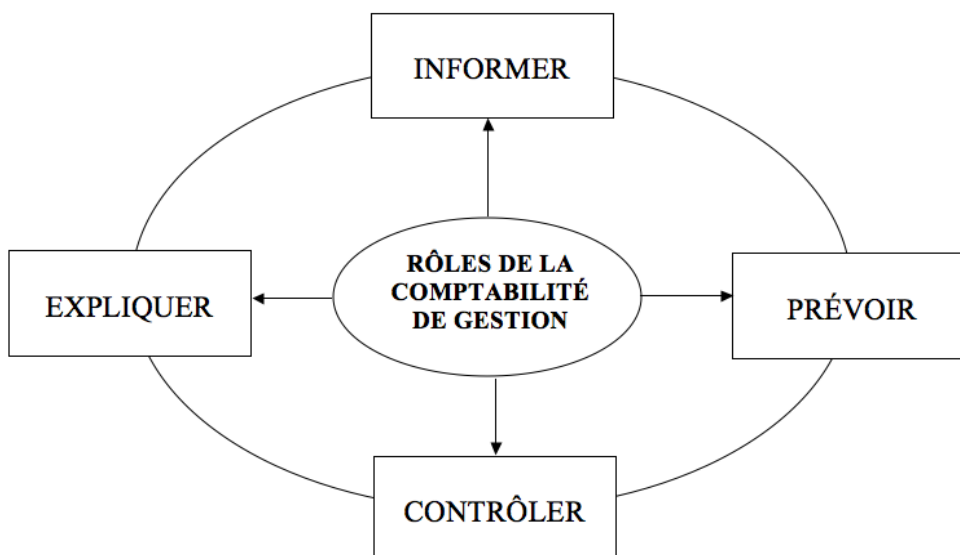 INFORMER
EXPLIQUER
RÔLES DE LA
COMPTABILITÉ
DE GESTION
PRÉVOIR
CONTRÔLER